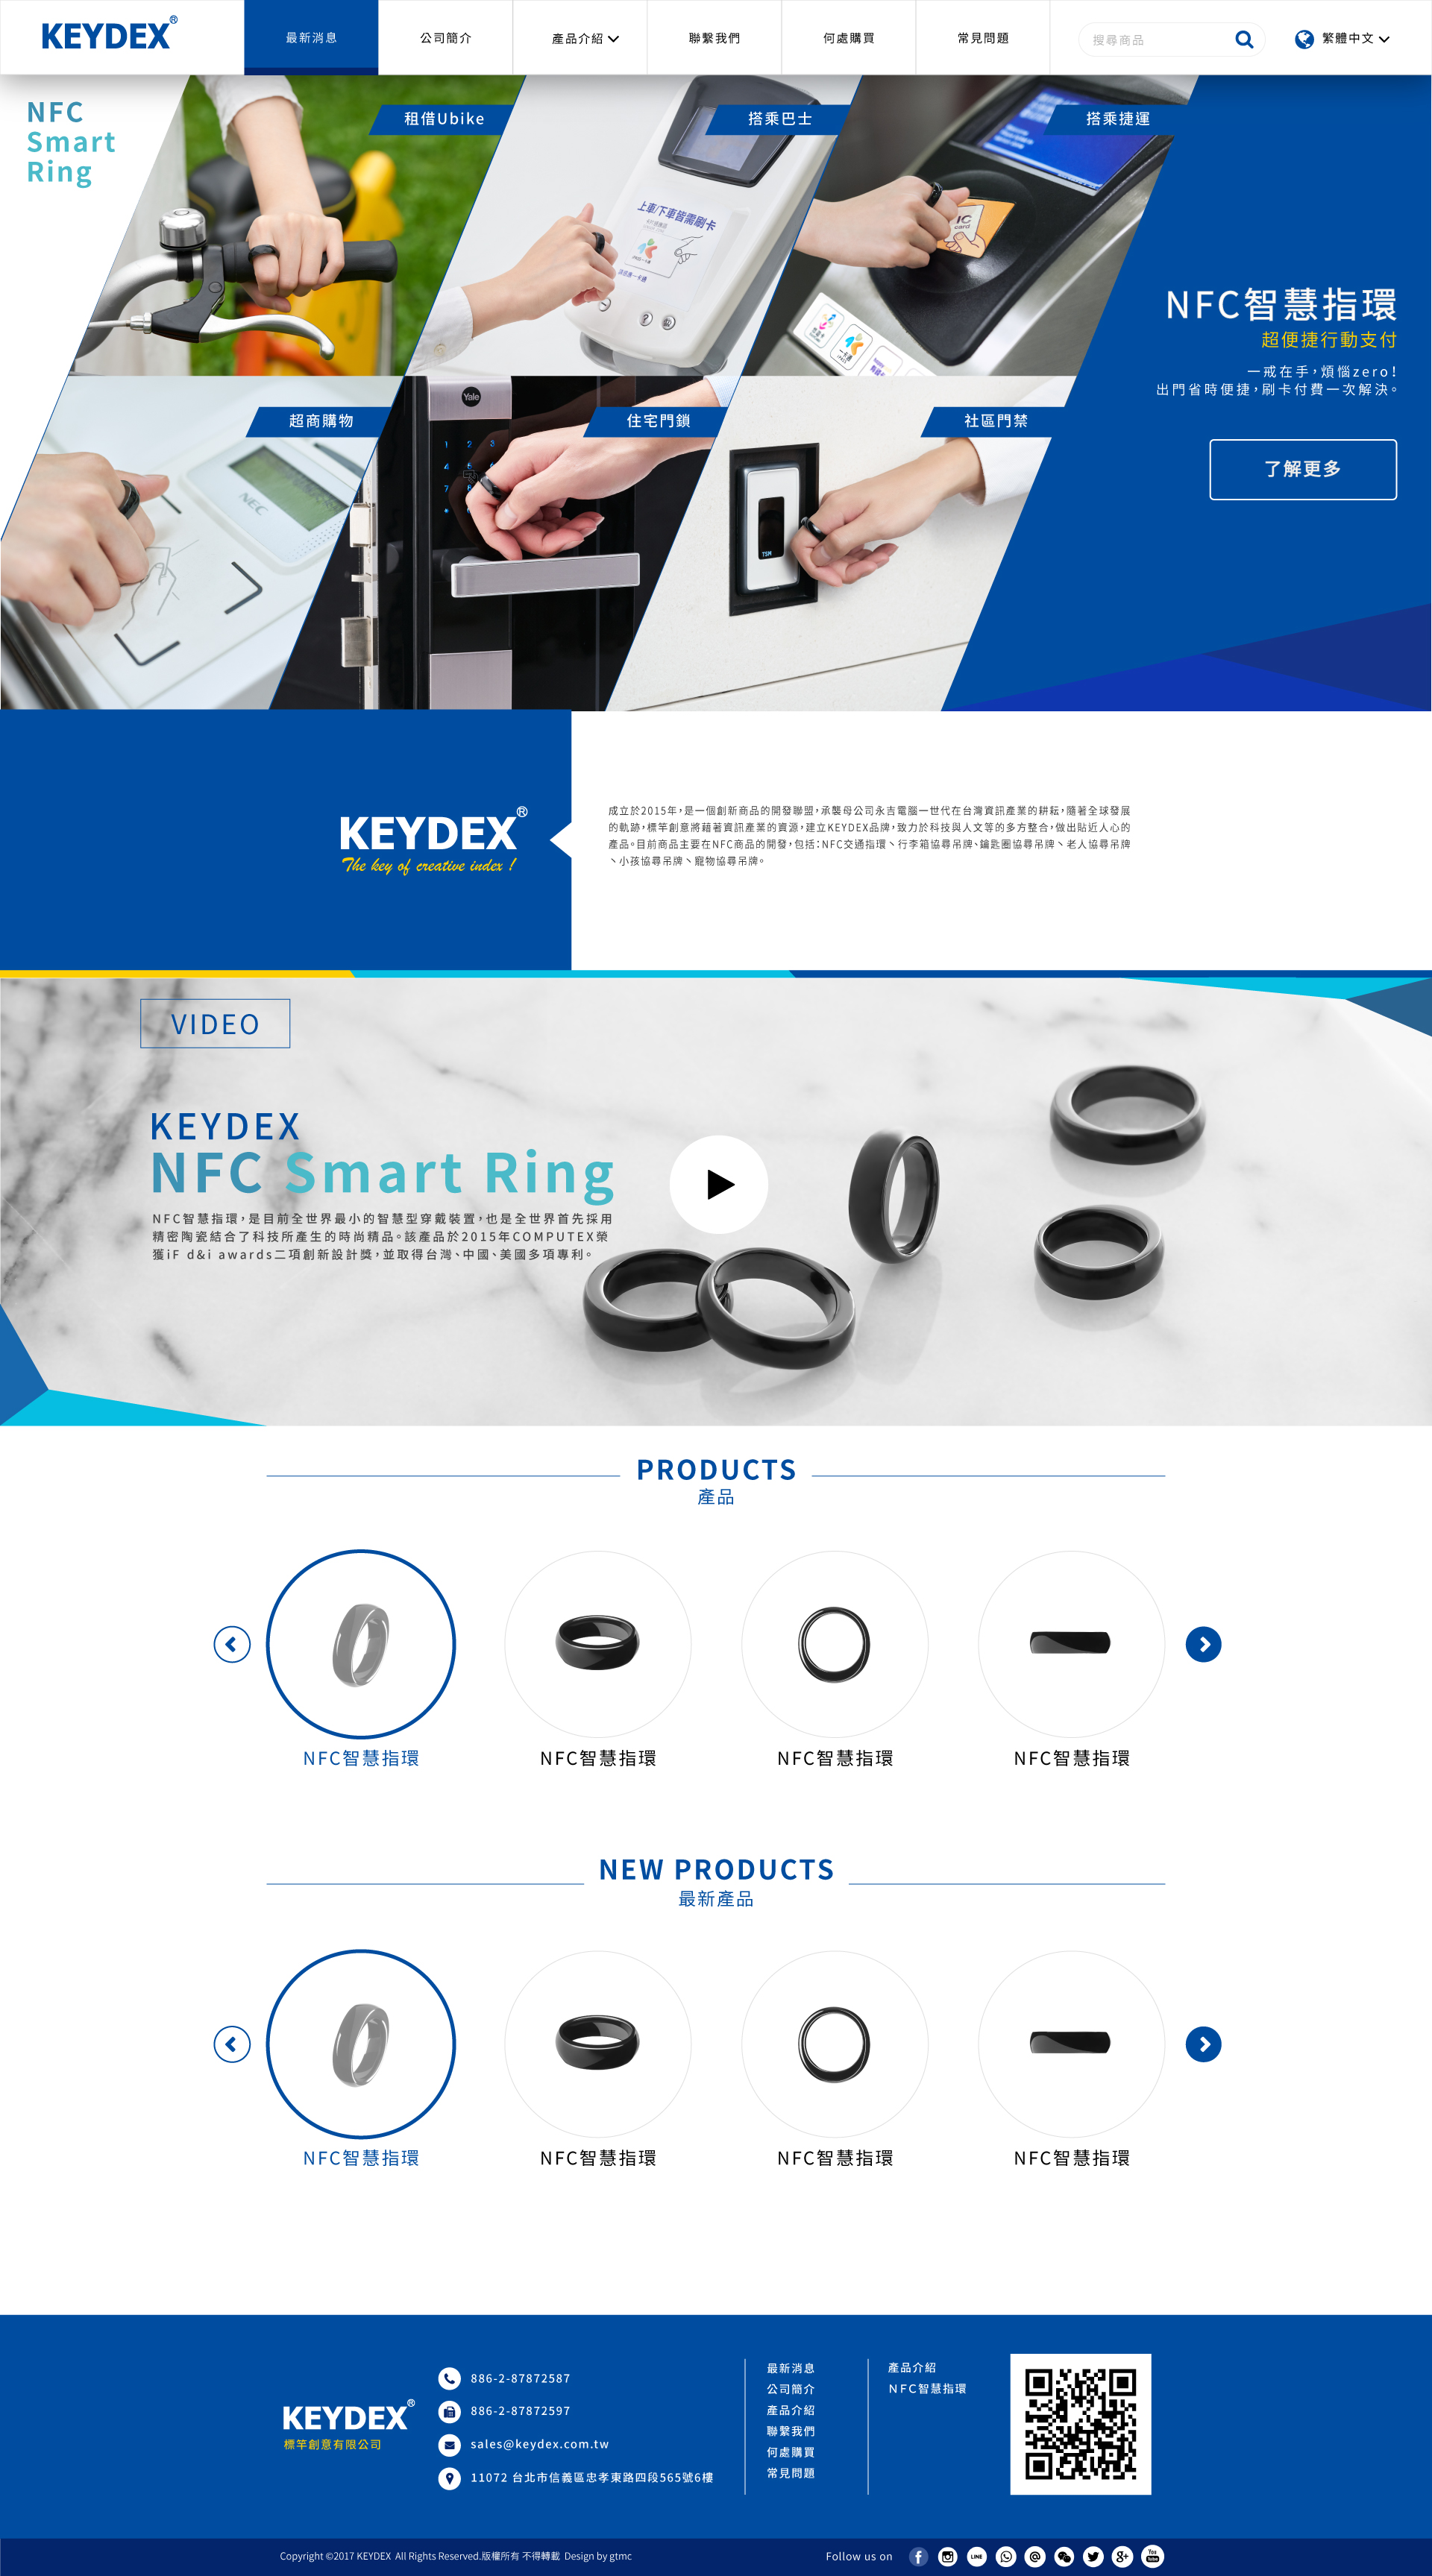 KEYDEX®
最新消息
公司簡介
產品介紹
聯繫我們
何處購買
常見問題
搜尋商品
繁體中文
NFC
Smart
Ring
租借Ubike
搭乘巴士
搭乘捷運
上車/下車皆需刷卡
IC
card
NFC智慧指環
超便捷行動支付
一戒在手，煩惱zero！
出門省時便捷，刷卡付費一次解決。
了解更多
超商購物
住宅門鎖
社區門禁
NEC
Yale
1 2 3
TSM
KEYDEX®
The key of creative index !
成立於2015年，是一個創新商品的開發聯盟，承襲母公司永吉電腦一世代在台灣資訊產業的耕耘，隨著全球發展
的軌跡，標竿創意將藉著資訊產業的資源，建立KEYDEX品牌，致力於科技與人文等的多方整合，做出貼近人心的
產品。目前商品主要在NFC商品的開發，包括：NFC交通指環、行李箱協尋吊牌、鑰匙圈協尋吊牌、老人協尋吊牌
、小孩協尋吊牌、寵物協尋吊牌。
VIDEO
KEYDEX
NFC Smart Ring
NFC智慧指環，是目前全世界最小的智慧型穿戴裝置，也是全世界首先採用
精密陶瓷結合了科技所產生的時尚精品。該產品於2015年COMPUTEX榮
獲iF d&i awards二項創新設計獎，並取得台灣、中國、美國多項專利。
PRODUCTS
產品
NFC智慧指環
NFC智慧指環
NFC智慧指環
NFC智慧指環
NEW PRODUCTS
最新產品
NFC智慧指環
NFC智慧指環
NFC智慧指環
NFC智慧指環
KEYDEX®
標竿創意有限公司
886-2-87872587
886-2-87872597
sales@keydex.com.tw
11072 台北市信義區忠孝東路四段565號6樓
最新消息
公司簡介
產品介紹
聯繫我們
何處購買
常見問題
產品介紹
NFC智慧指環
Copyright ©2017 KEYDEX All Rights Reserved.版權所有 不得轉載 Design by gtmc
Follow us on
LINE
You
Tube